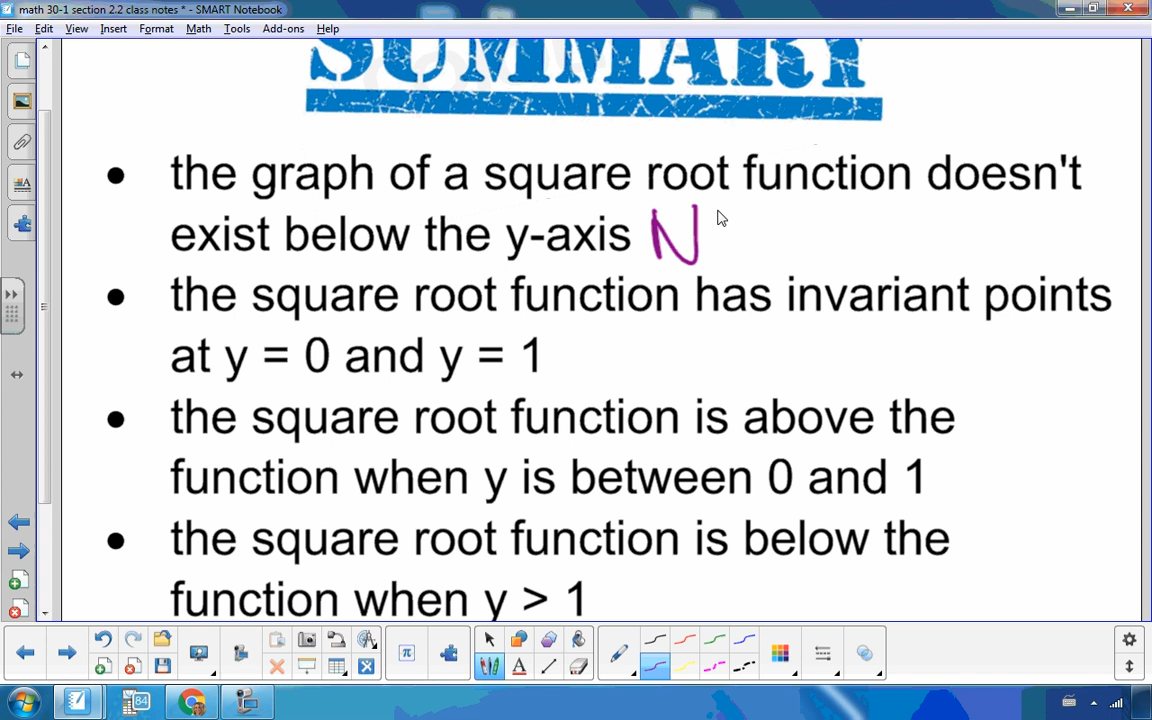 math 30-1 section 2.2 class notes * - SMART Notebook
File Edit View Insert Format Math Tools Add-ons Help
SUMMARY
• the graph of a square root function doesn't
exist below the y-axis N
• the square root function has invariant points
at y = 0 and y = 1
• the square root function is above the
function when y is between 0 and 1
• the square root function is below the
function when y > 1
π
A
84